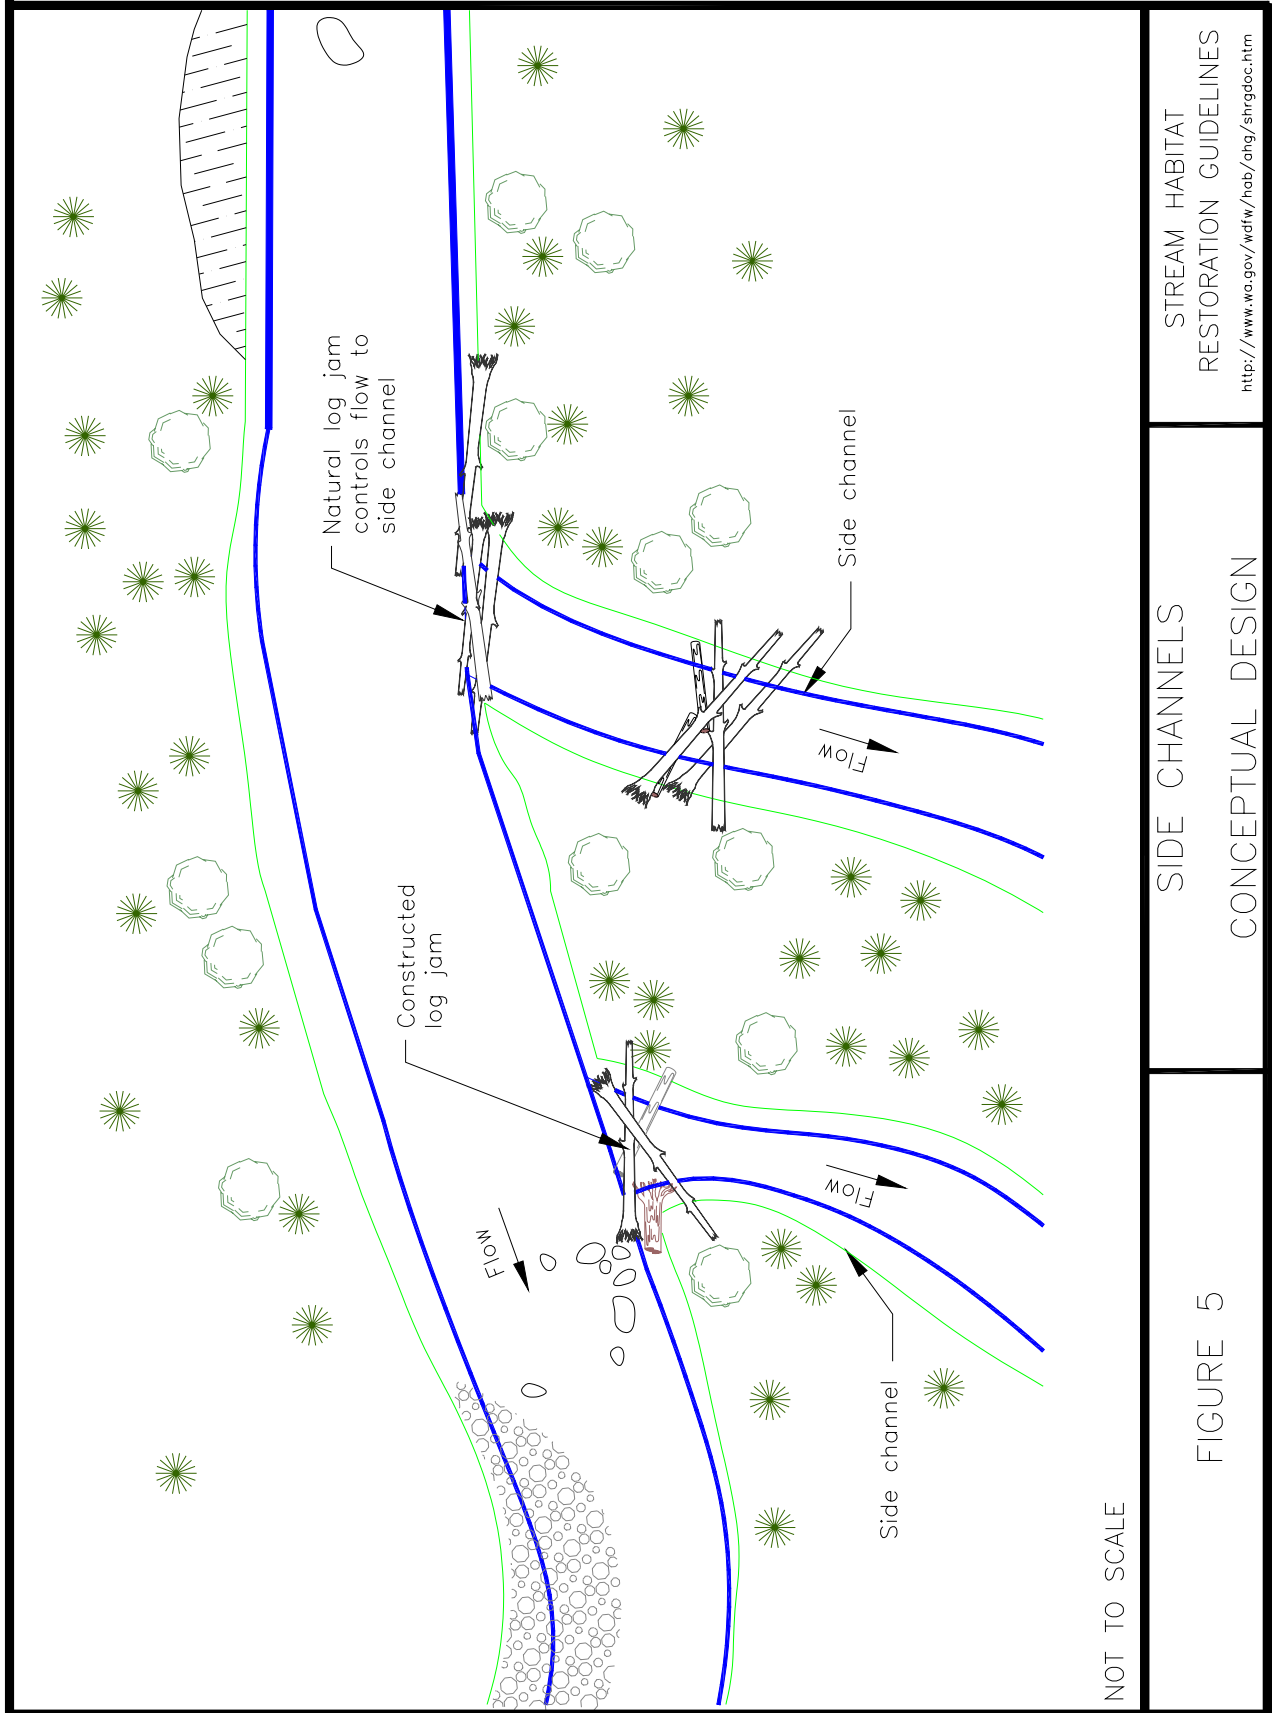 Natural log jam
controls flow to
side channel
Side channel
Flow
Constructed
log jam
Flow
Flow
Side channel
NOT TO SCALE
FIGURE 5
SIDE CHANNELS
CONCEPTUAL DESIGN
STREAM HABITAT
RESTORATION GUIDELINES
http://www.wa.gov/wdfw/hab/ahg/shrgdoc.htm